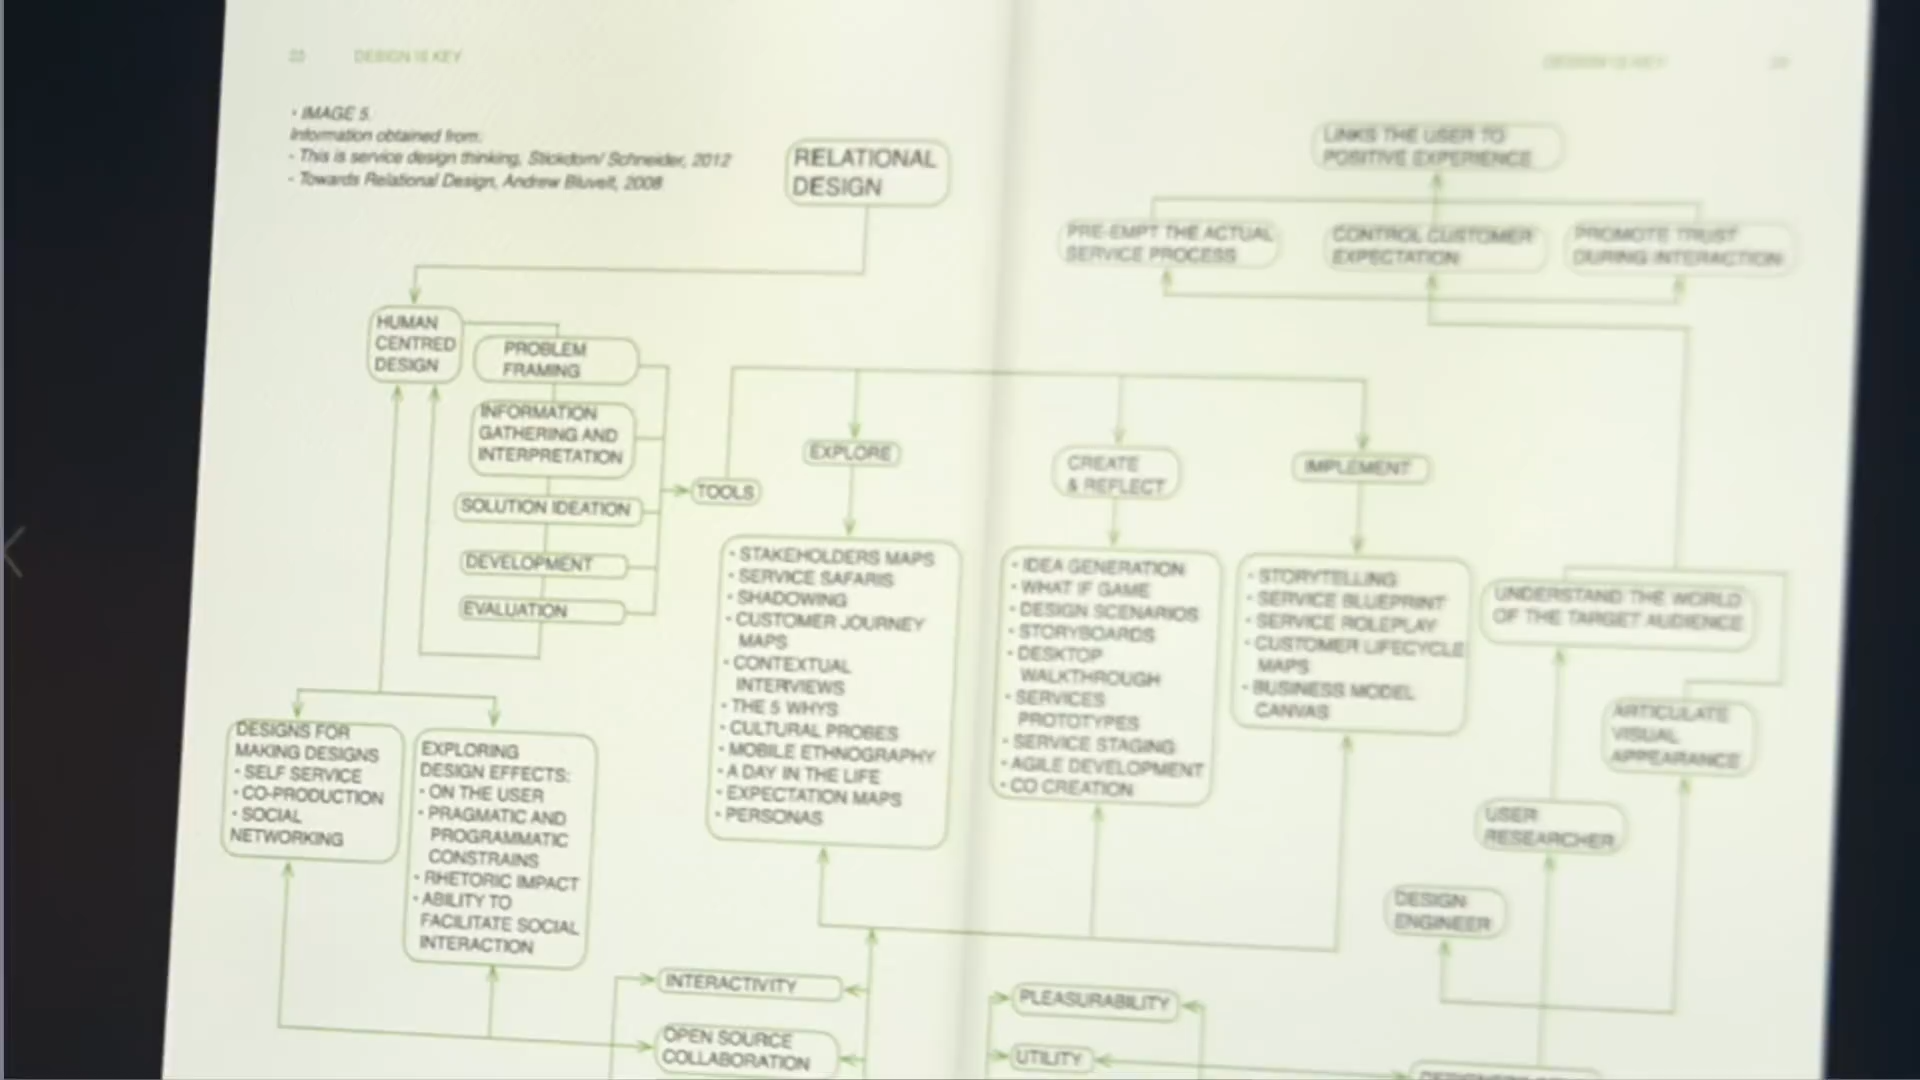 22 DESIGN IS KEY
DESIGN IS KEY
• IMAGE 5.
Information obtained from:
- This is service design thinking, Stickdorn/ Schneider, 2012
- Towards Relational Design, Andrew Bluvelt, 2008
RELATIONAL
DESIGN
LINKS THE USER TO
POSITIVE EXPERIENCE
PRE-EMPT THE ACTUAL
SERVICE PROCESS
CONTROL CUSTOMER
EXPECTATION
PROMOTE TRUST
DURING INTERACTION
HUMAN
CENTRED
DESIGN
PROBLEM
FRAMING
INFORMATION
GATHERING AND
INTERPRETATION
SOLUTION IDEATION
DEVELOPMENT
EVALUATION
TOOLS
EXPLORE
CREATE
& REFLECT
IMPLEMENT
• STAKEHOLDERS MAPS
• SERVICE SAFARIS
• SHADOWING
• CUSTOMER JOURNEY
MAPS
• CONTEXTUAL
INTERVIEWS
• THE 5 WHYS
• CULTURAL PROBES
• MOBILE ETHNOGRAPHY
• A DAY IN THE LIFE
• EXPECTATION MAPS
• PERSONAS
• IDEA GENERATION
• WHAT IF GAME
• DESIGN SCENARIOS
• STORYBOARDS
• DESKTOP
WALKTHROUGH
• SERVICES
PROTOTYPES
• SERVICE STAGING
• AGILE DEVELOPMENT
• CO CREATION
• STORYTELLING
• SERVICE BLUEPRINT
• SERVICE ROLEPLAY
• CUSTOMER LIFECYCLE
MAPS
• BUSINESS MODEL
CANVAS
UNDERSTAND THE WORLD
OF THE TARGET AUDIENCE
ARTICULATE
VISUAL
APPEARANCE
USER
RESEARCHER
DESIGN
ENGINEER
DESIGNS FOR
MAKING DESIGNS
• SELF SERVICE
• CO-PRODUCTION
• SOCIAL
NETWORKING
EXPLORING
DESIGN EFFECTS:
• ON THE USER
• PRAGMATIC AND
PROGRAMMATIC
CONSTRAINS
• RHETORIC IMPACT
• ABILITY TO
FACILITATE SOCIAL
INTERACTION
INTERACTIVITY
OPEN SOURCE
COLLABORATION
PLEASURABILITY
UTILITY